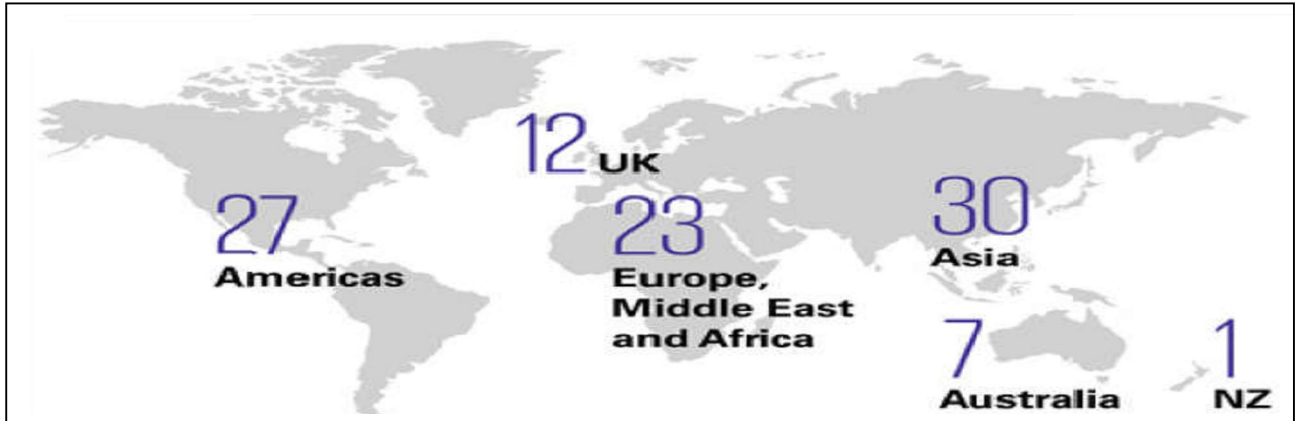 12 UK
27
Americas
23
Europe,
Middle East
and Africa
30
Asia
7
Australia
1
NZ